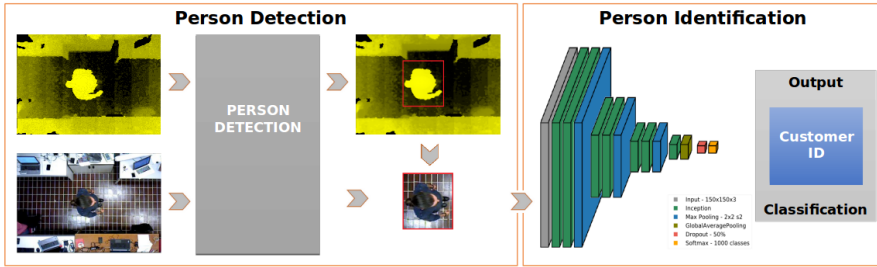 Person Detection
PERSON
DETECTION
Person Identification
Input - 150x150x3
Inception
Max Pooling - 2x2 s2
GlobalAveragePooling
Dropout - 50%
Softmax - 1000 classes
Output
Customer
ID
Classification